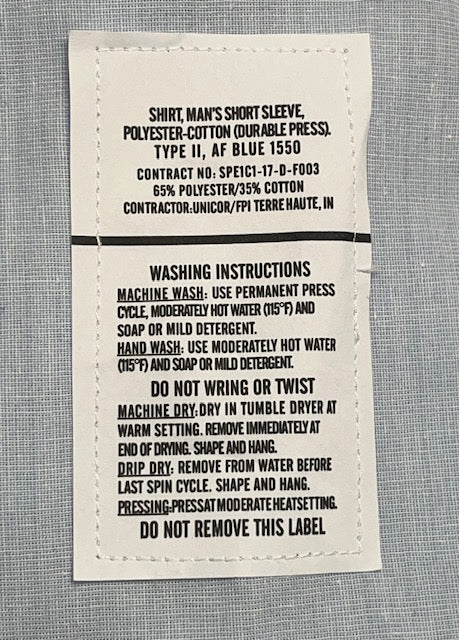 SHIRT, MAN'S SHORT SLEEVE,
POLYESTER-COTTON (DURABLE PRESS).
TYPE II, AF BLUE 1550
CONTRACT NO: SPE1C1-17-D-F003
65% POLYESTER/35% COTTON
CONTRACTOR:UNICOR/FPI TERRE HAUTE, IN
WASHING INSTRUCTIONS
MACHINE WASH: USE PERMANENT PRESS
CYCLE, MODERATELY HOT WATER (115°F) AND
SOAP OR MILD DETERGENT.
HAND WASH: USE MODERATELY HOT WATER
(115°F) AND SOAP OR MILD DETERGENT.
DO NOT WRING OR TWIST
MACHINE DRY: DRY IN TUMBLE DRYER AT
WARM SETTING. REMOVE IMMEDIATELY AT
END OF DRYING. SHAPE AND HANG.
DRIP DRY: REMOVE FROM WATER BEFORE
LAST SPIN CYCLE. SHAPE AND HANG.
PRESSING:PRESS AT MODERATE HEAT SETTING.
DO NOT REMOVE THIS LABEL